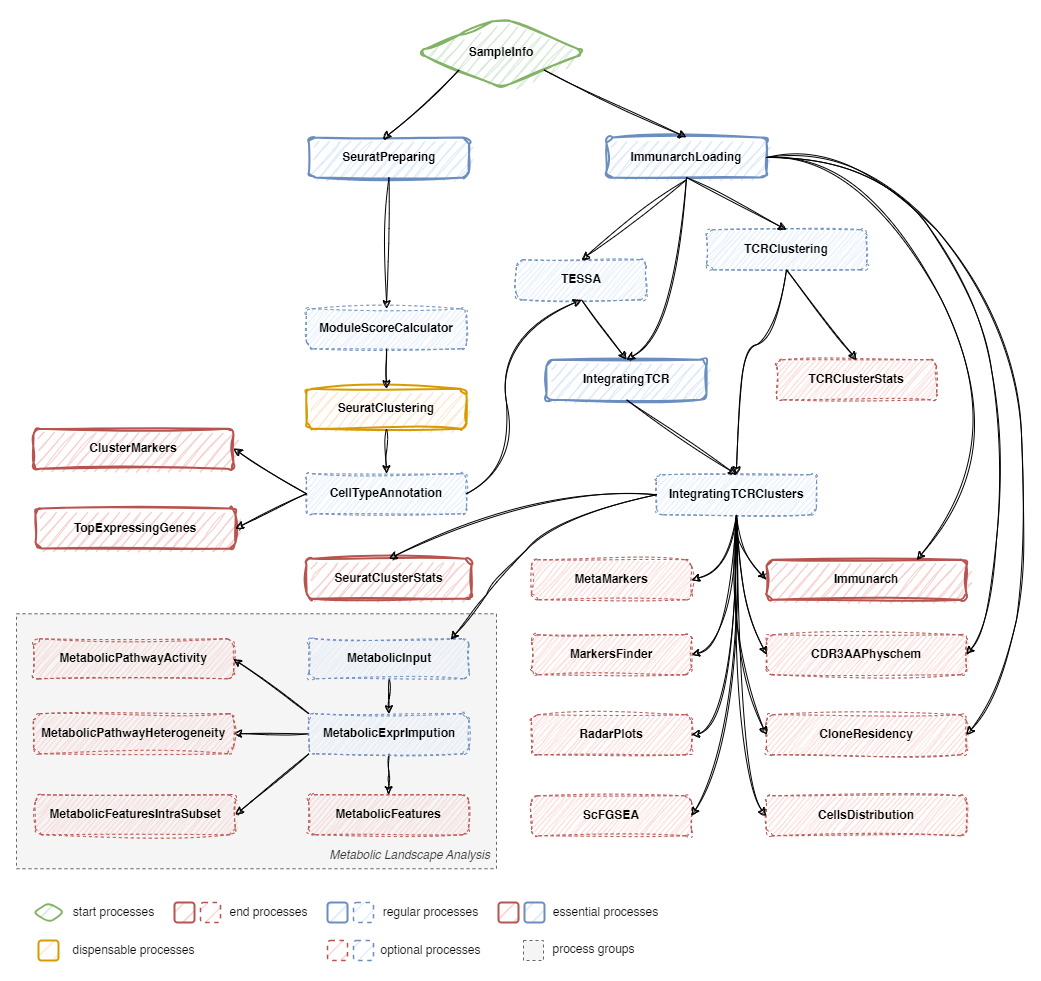 SampleInfo
SeuratPreparing
ImmunarchLoading
TCRClustering
TESSA
ModuleScoreCalculator
IntegratingTCR
TCRClusterStats
SeuratClustering
ClusterMarkers
CellTypeAnnotation
IntegratingTCRClusters
TopExpressingGenes
SeuratClusterStats
MetaMarkers
Immunarch
MetabolicPathwayActivity
MetabolicInput
MarkersFinder
CDR3AAPhyschem
MetabolicPathwayHeterogeneity
MetabolicExprImpution
RadarPlots
CloneResidency
MetabolicFeaturesIntraSubset
MetabolicFeatures
ScFGSEA
CellsDistribution
Metabolic Landscape Analysis
start processes
end processes
regular processes
essential processes
dispensable processes
optional processes
process groups